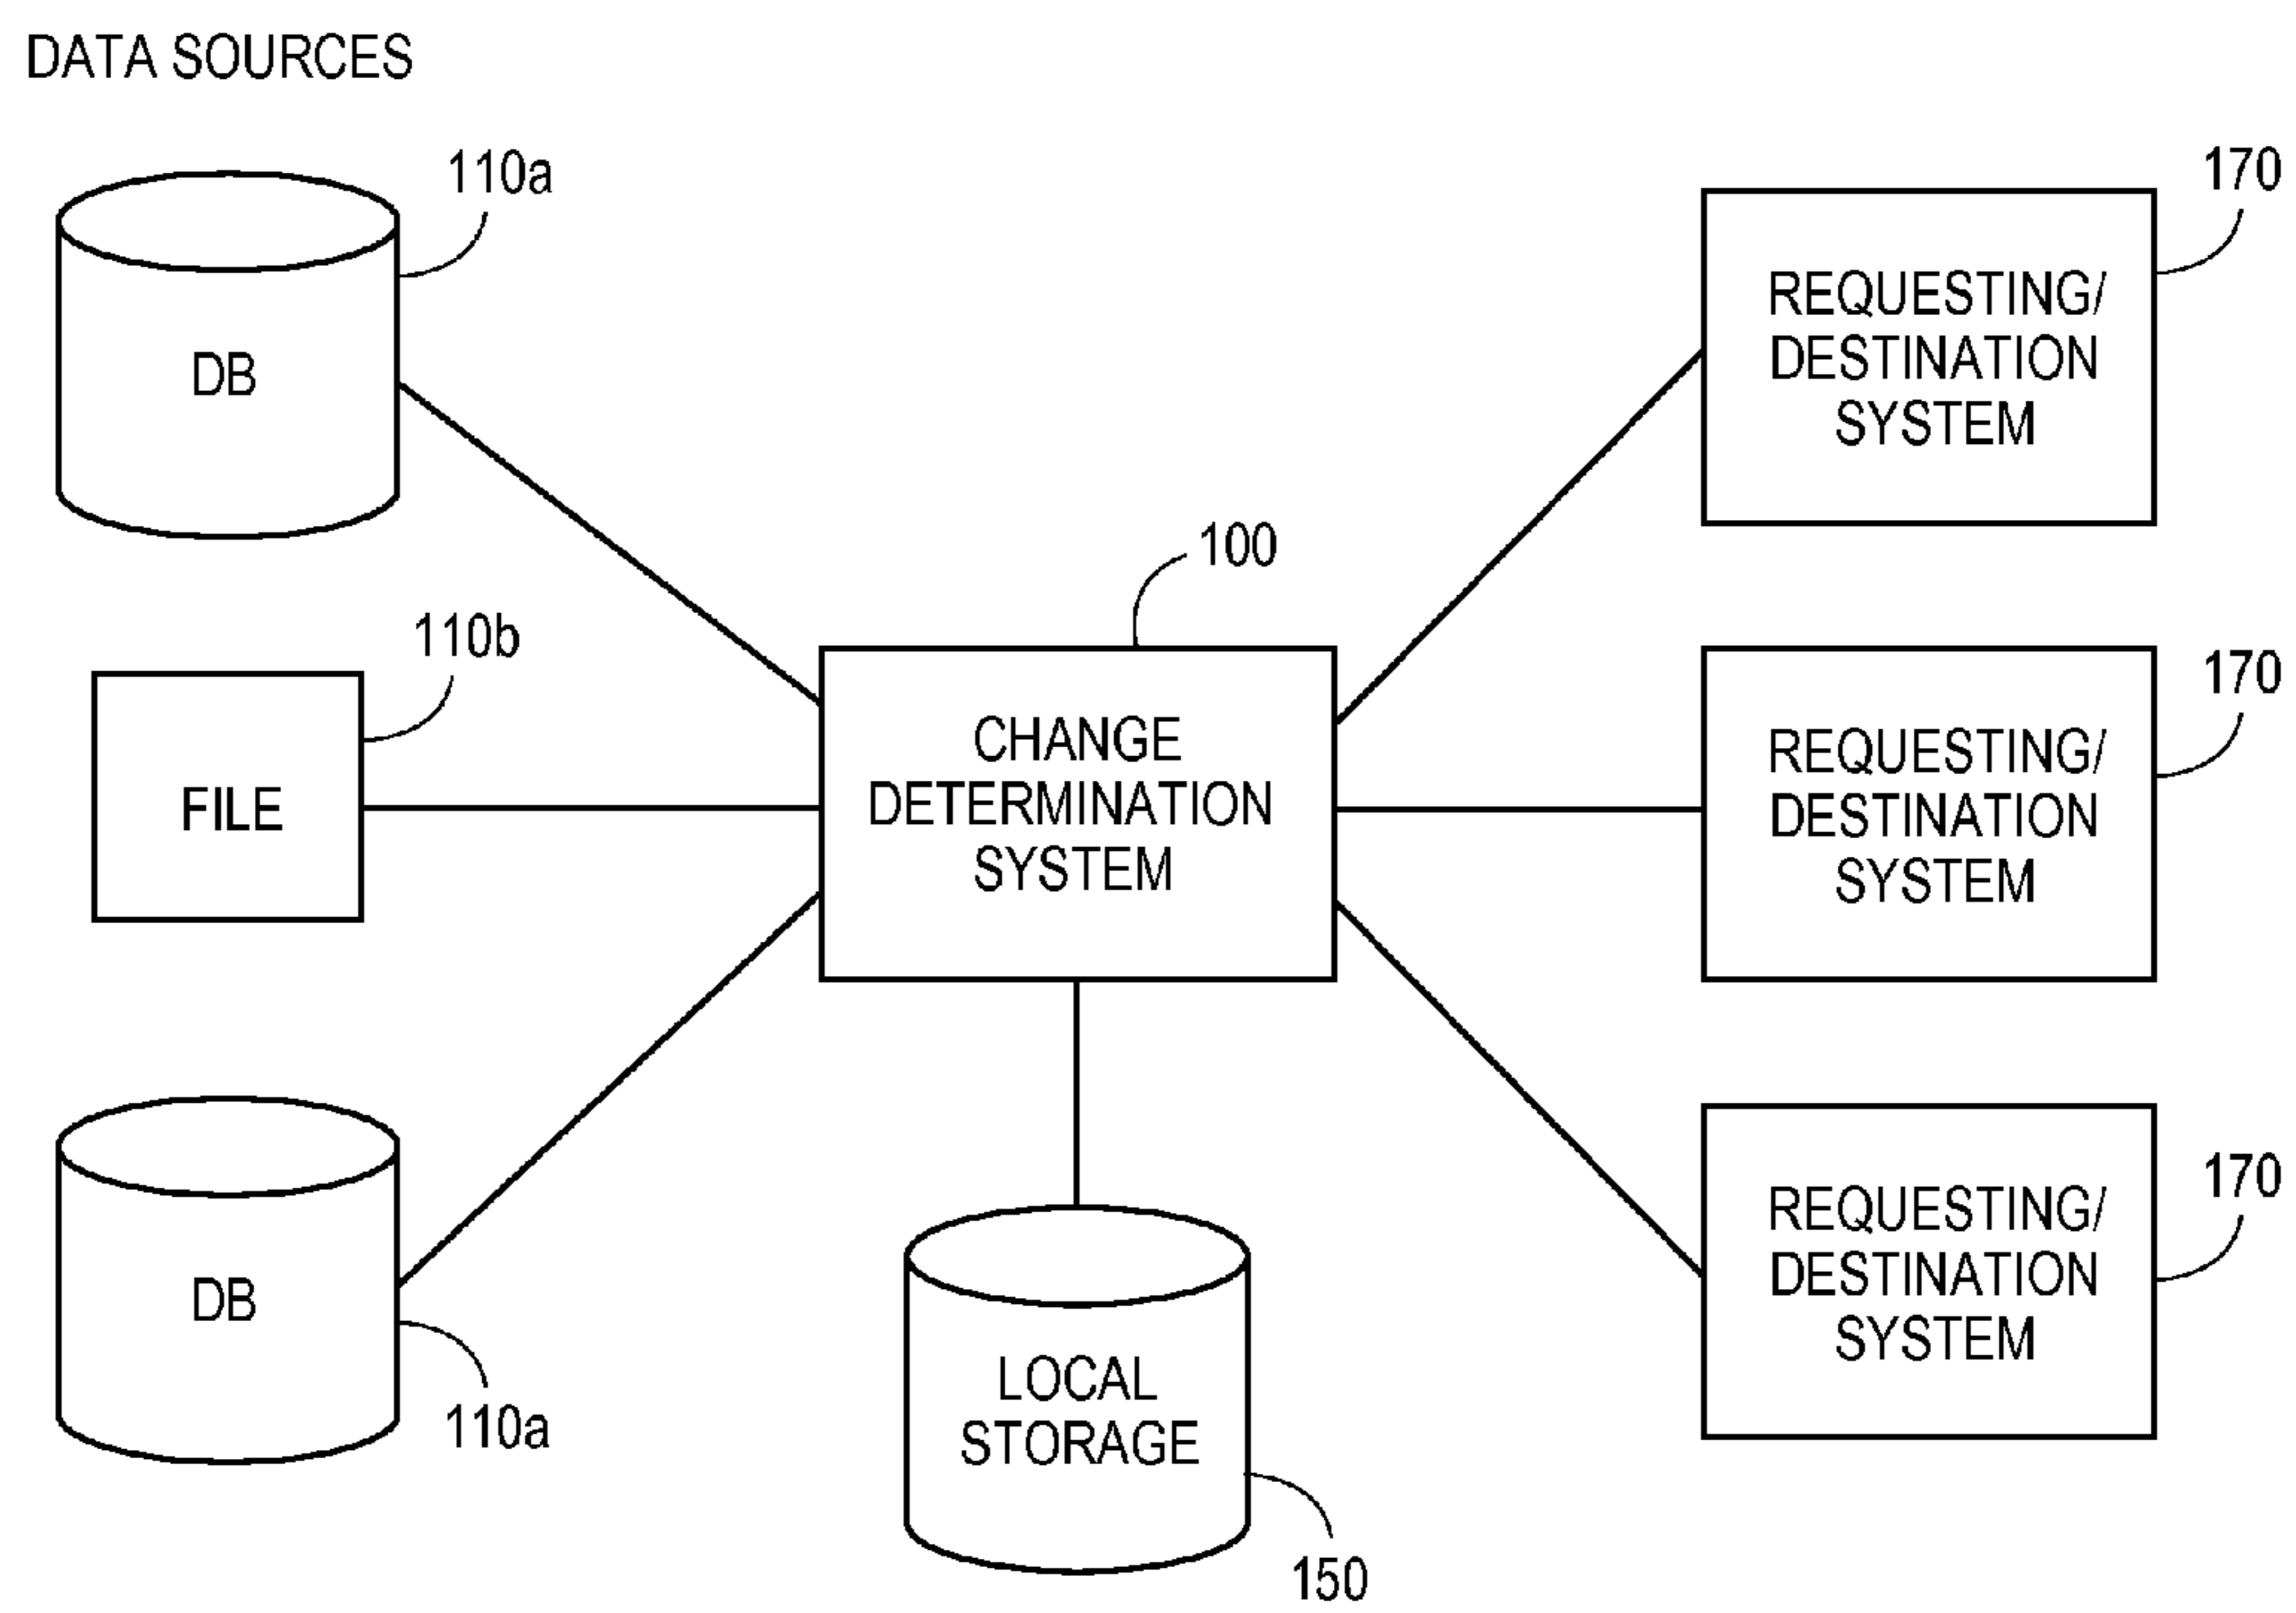 DATA SOURCES
110a
DB
110b
FILE
DB
110a
100
CHANGE
DETERMINATION
SYSTEM
LOCAL
STORAGE
150
170
REQUESTING/
DESTINATION
SYSTEM
170
REQUESTING/
DESTINATION
SYSTEM
170
REQUESTING/
DESTINATION
SYSTEM